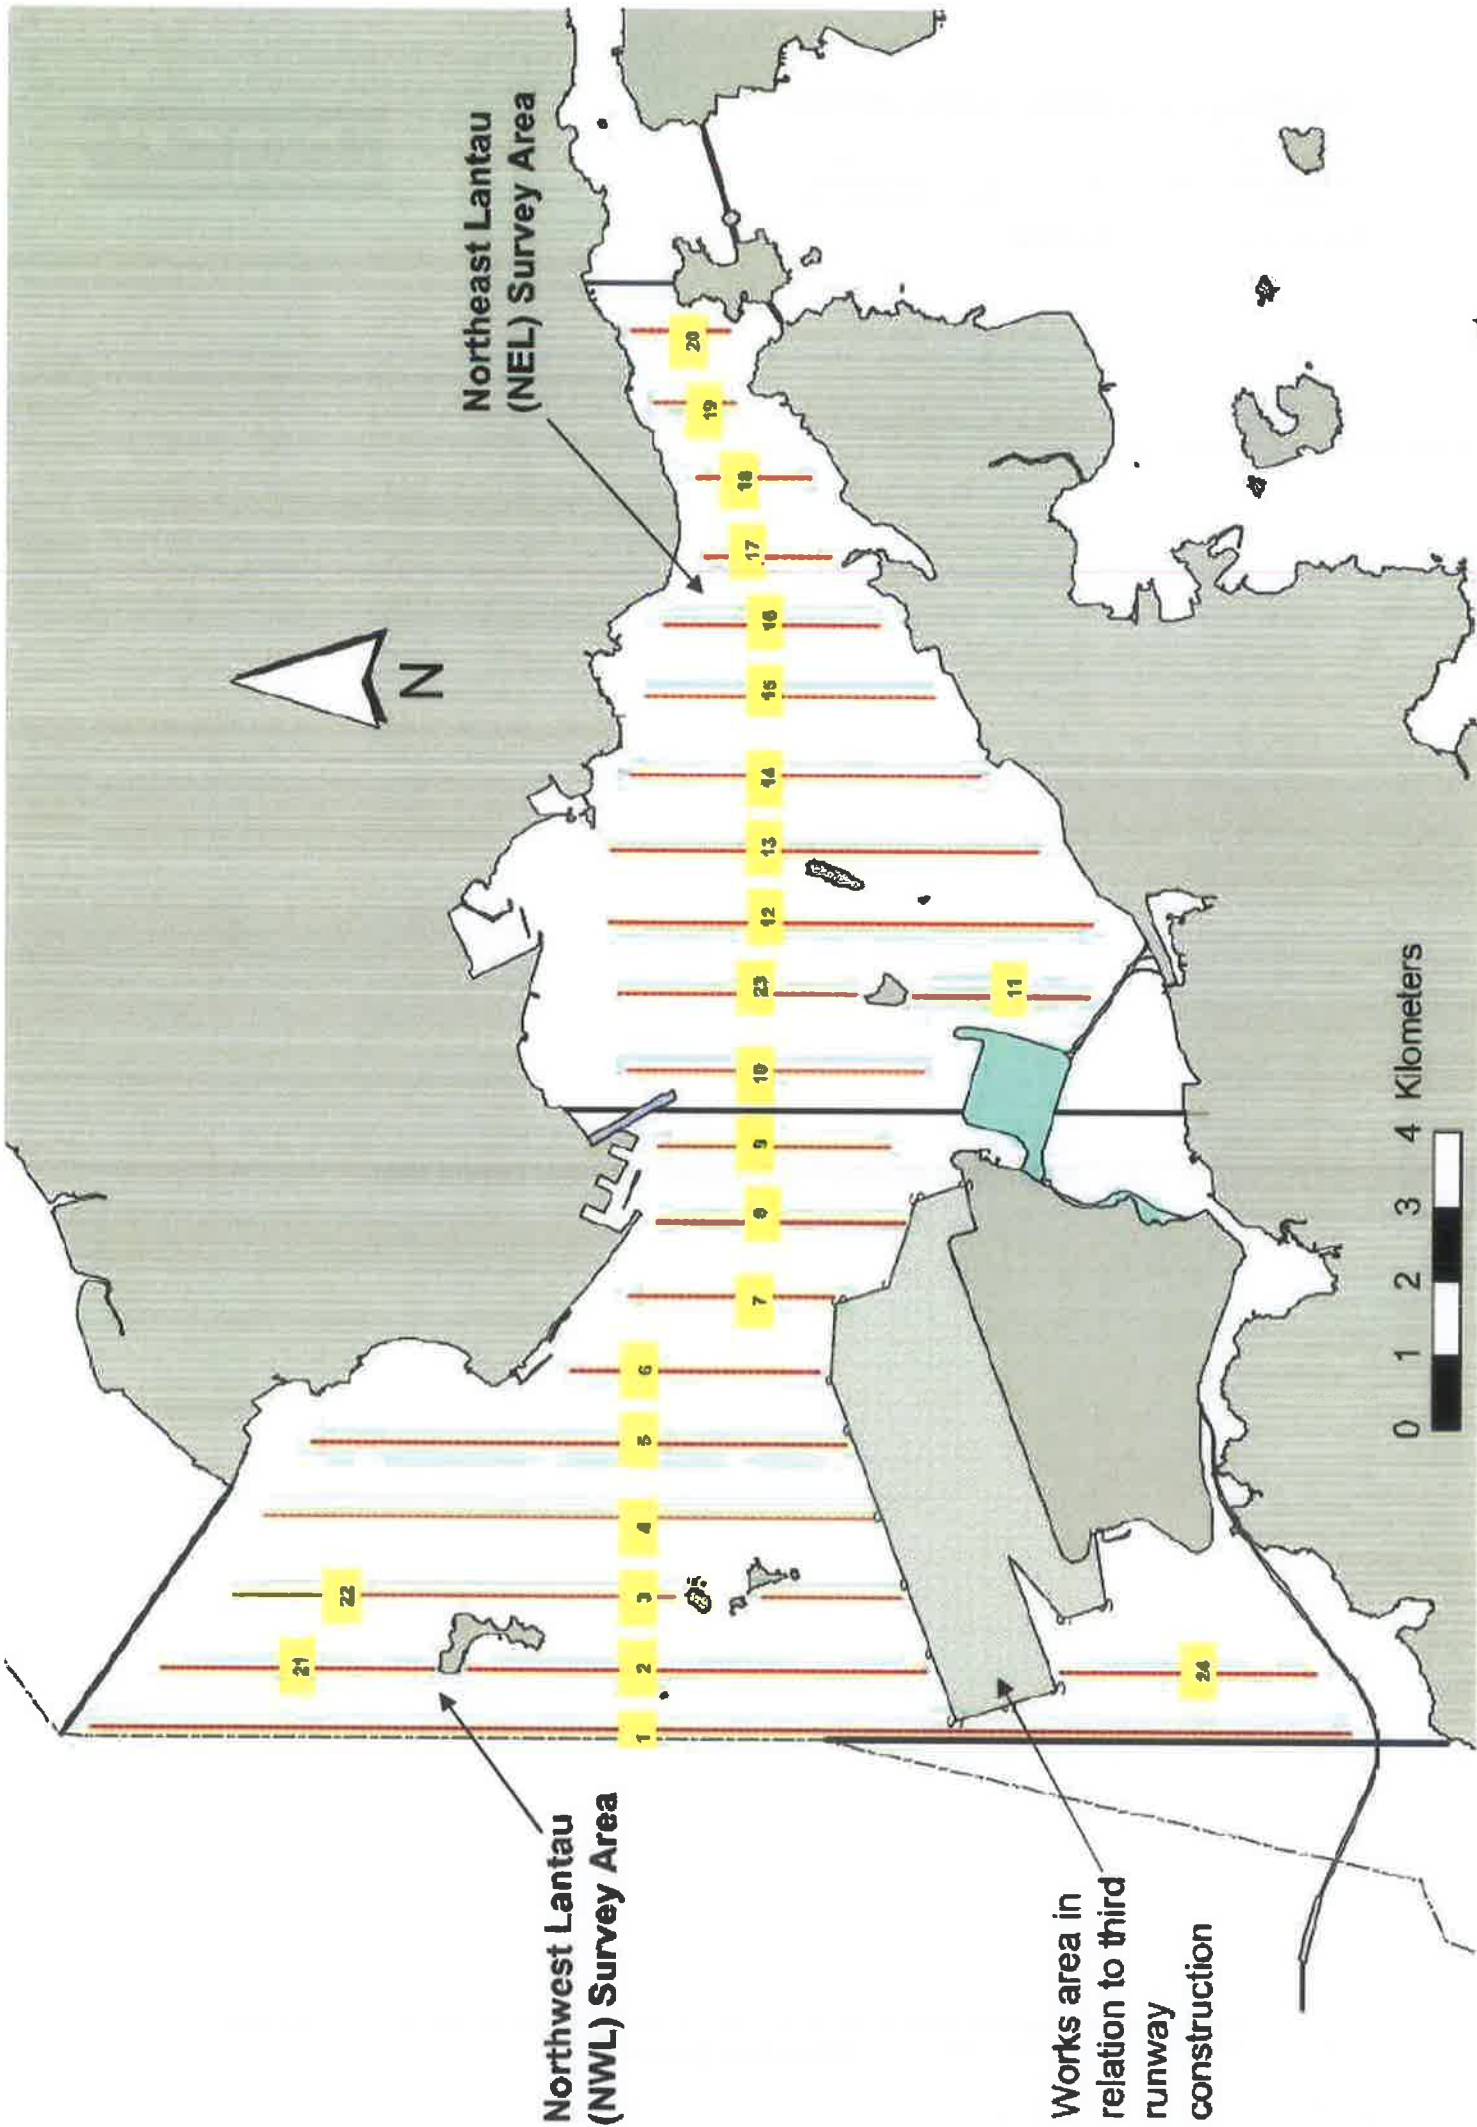 21
22
N
Northeast Lantau
(NEL) Survey Area
Northwest Lantau
(NWL) Survey Area
1 2 3 4 5 6
7 8 9 10 23 12 13 14 15 16 17 18 19 20
11
24
Works area in
relation to third
runway
construction
0 1 2 3 4 Kilometers